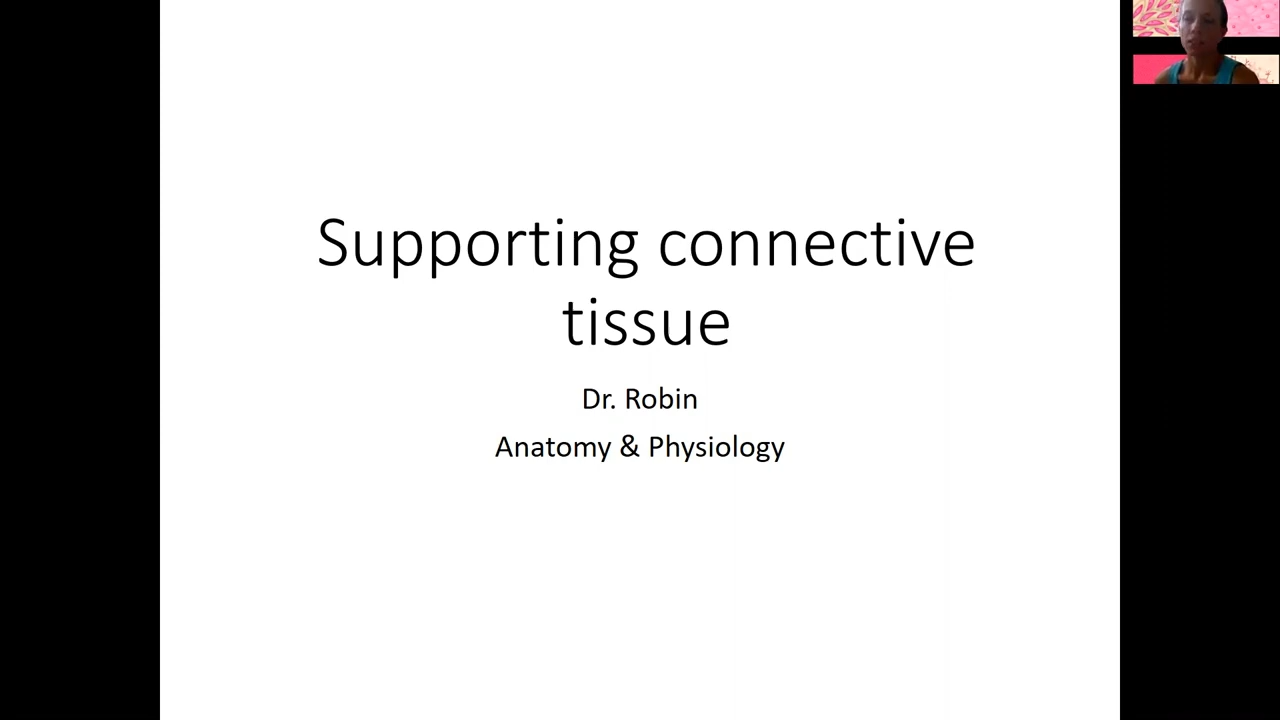 Supporting connective
tissue
Dr. Robin
Anatomy & Physiology